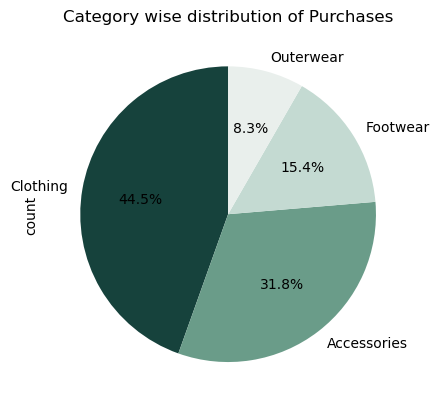 Category wise distribution of Purchases
Outerwear
8.3%
Footwear
15.4%
Clothing
44.5%
count
31.8%
Accessories